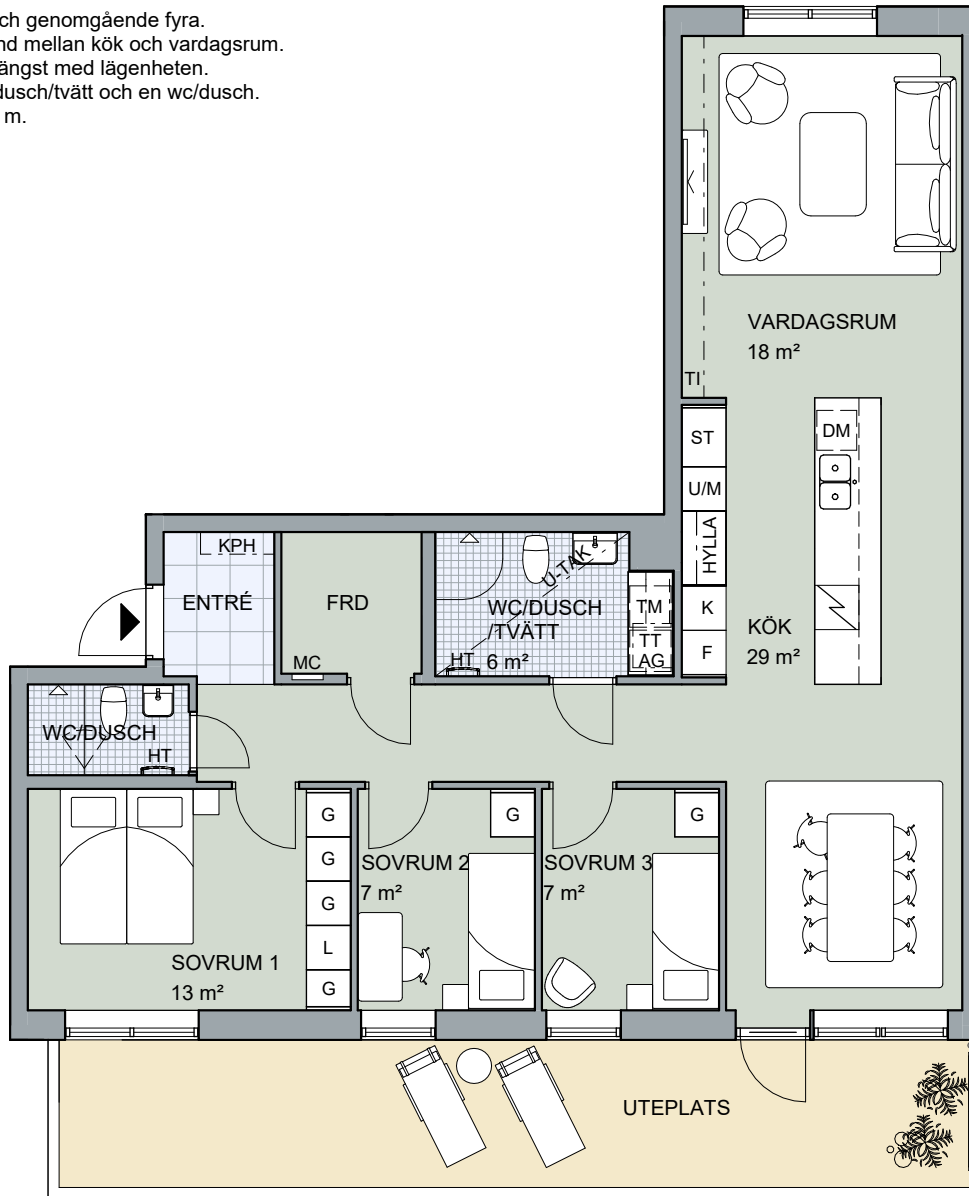 ch genomgående fyra.
nd mellan kök och vardagsrum.
ängst med lägenheten.
dusch/tvätt och en wc/dusch.
m.
VARDAGSRUM
18 m²
TI
ST
DM
U/M
HYLLA
K
F
KÖK
29 m²
KPH
ENTRÉ
FRD
MC
U-TAK
WC/DUSCH
/TVÄTT
6 m²
HT
TM
TT
AG
WC/DUSCH
HT
G
G
G
L
G
SOVRUM 1
13 m²
G
SOVRUM 2
7 m²
G
SOVRUM 3
7 m²
UTEPLATS